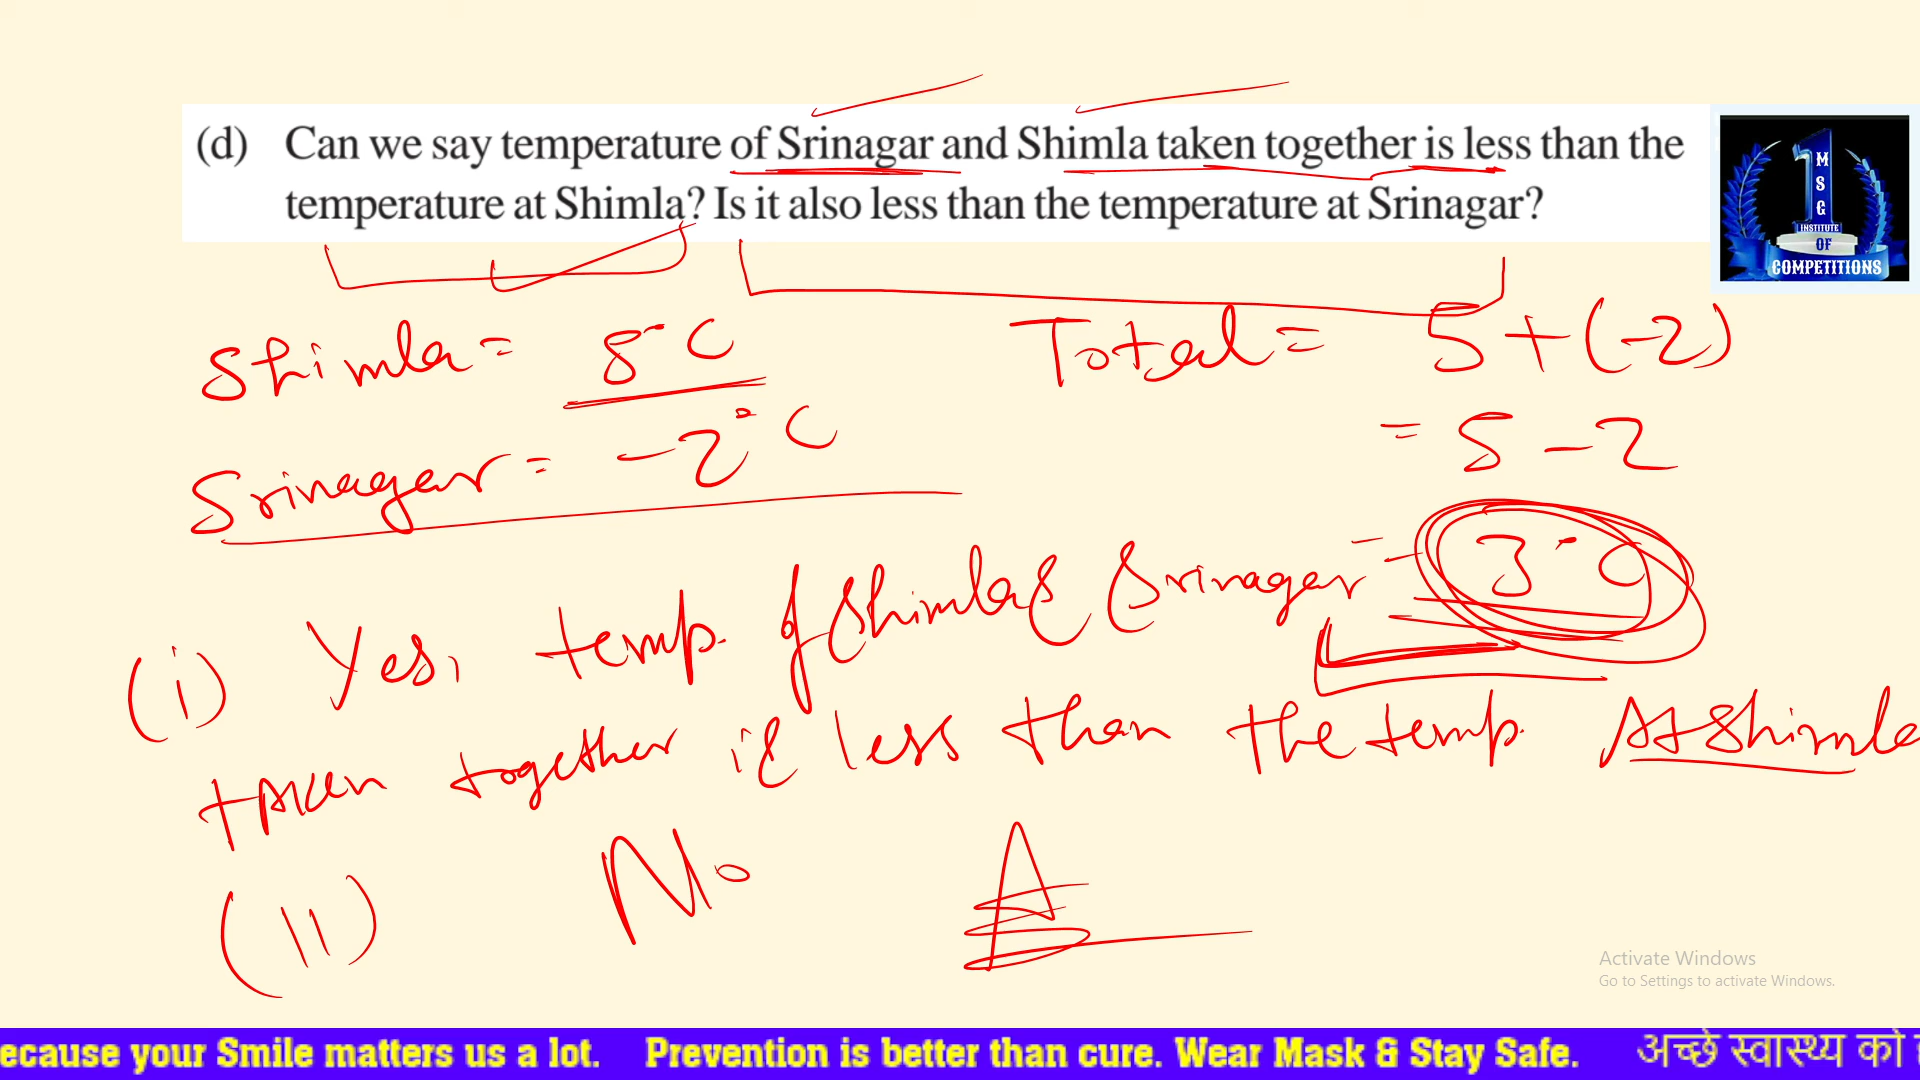 (d) Can we say temperature of Srinagar and Shimla taken together is less than the
temperature at Shimla? Is it also less than the temperature at Srinagar?
1 MSG
INSTITUTE
OF
COMPETITIONS
Shimla = 5°C
Total = 5 + (-2)
Srinagar = -2°C
= 5 - 2
= 3°C
(i) Yes, temp. of Shimla & Srinagar
taken together is less than the temp. At Shimla
(ii) No
Activate Windows
Go to Settings to activate Windows.
ecause your Smile matters us a lot. Prevention is better than cure. Wear Mask & Stay Safe. अच्छे स्वास्थ्य को